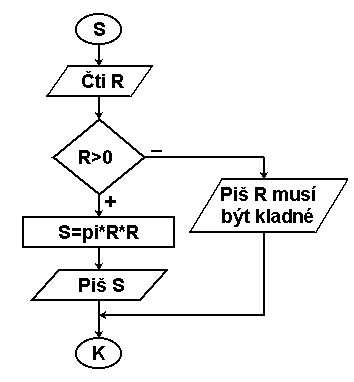 S
Čti R
R>0
−
+
S=pi*R*R
Piš R musí
být kladné
Piš S
K